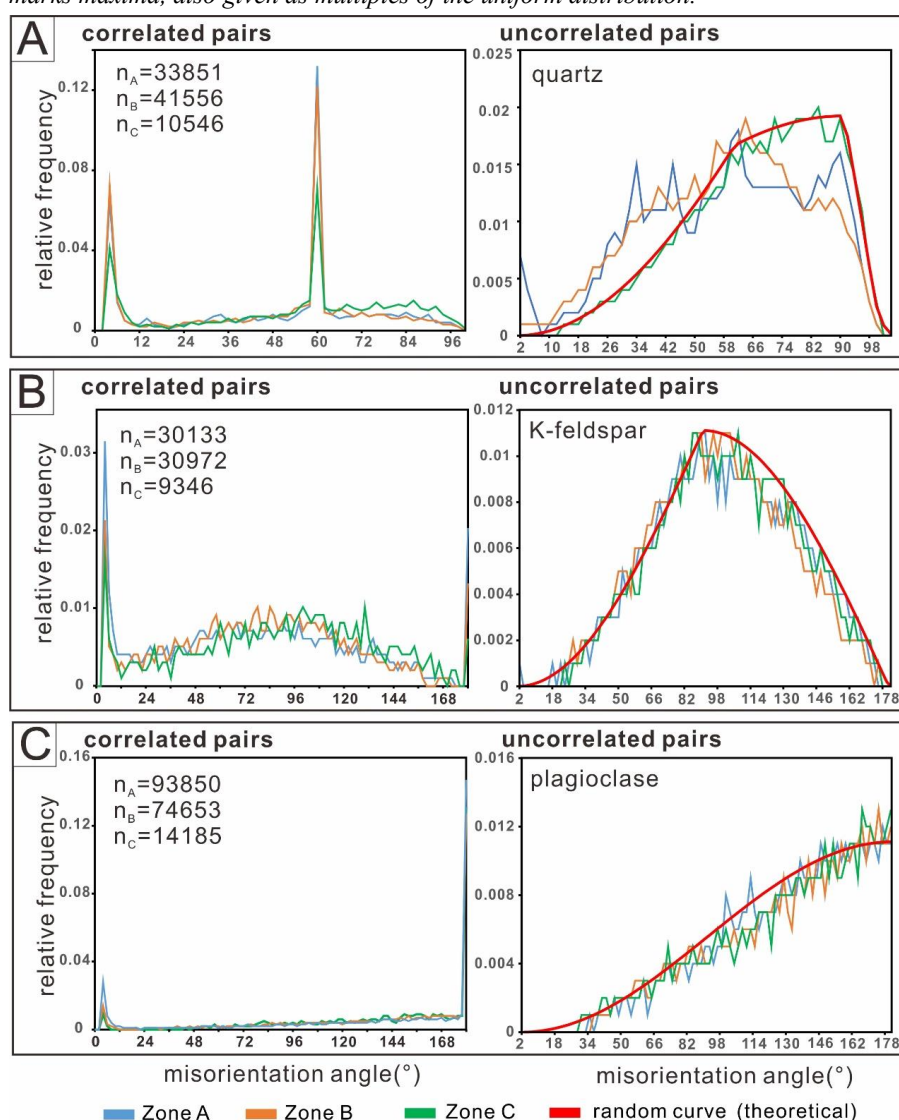 marks maxima, also given as multiples of the uniform distribution.
A
correlated pairs
uncorrelated pairs
n_A=33851
n_B=41556
n_C=10546
quartz
relative frequency
0.12
0.08
0.04
0
0 12 24 36 48 60 72 84 96
0.025
0.02
0.015
0.01
0.005
0
2 10 18 26 34 42 50 58 66 74 82 90 98
B
correlated pairs
uncorrelated pairs
n_A=30133
n_B=30972
n_C=9346
K-feldspar
relative frequency
0.03
0.02
0.01
0
0 24 48 72 96 120 144 168
0.012
0.01
0.008
0.006
0.004
0.002
0
2 18 34 50 66 82 98 114 130 146 162 178
C
correlated pairs
uncorrelated pairs
n_A=93850
n_B=74653
n_C=14185
plagioclase
relative frequency
0.16
0.12
0.08
0.04
0
0 24 48 72 96 120 144 168
0.016
0.012
0.008
0.004
0
2 18 34 50 66 82 98 114 130 146 162 178
misorientation angle(°)
misorientation angle(°)
Zone A
Zone B
Zone C
random curve (theoretical)